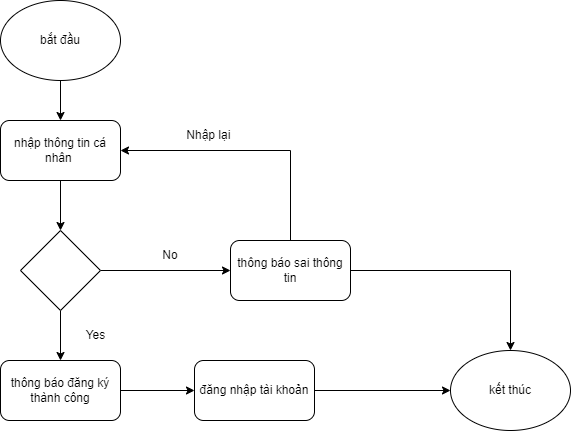 bắt đầu
Nhập lại
nhập thông tin cá
nhân
No
thông báo sai thông
tin
Yes
thông báo đăng ký
thành công
đăng nhập tài khoản
kết thúc